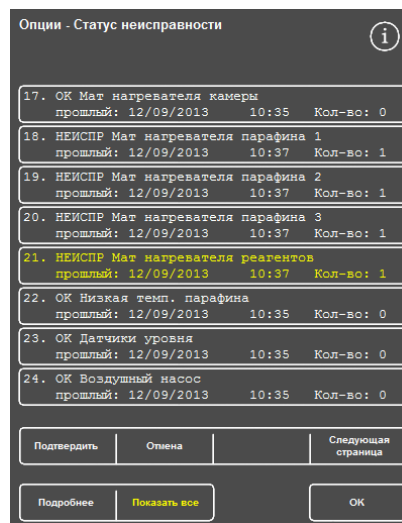 Опции - Статус неисправности
i
17. ОК Мат нагревателя камеры
прошлый: 12/09/2013 10:35 Кол-во: 0
18. НЕИСПР Мат нагревателя парафина 1
прошлый: 12/09/2013 10:37 Кол-во: 1
19. НЕИСПР Мат нагревателя парафина 2
прошлый: 12/09/2013 10:37 Кол-во: 1
20. НЕИСПР Мат нагревателя парафина 3
прошлый: 12/09/2013 10:37 Кол-во: 1
21. НЕИСПР Мат нагревателя реагентов
прошлый: 12/09/2013 10:37 Кол-во: 1
22. ОК Низкая темп. парафина
прошлый: 12/09/2013 10:35 Кол-во: 0
23. ОК Датчики уровня
прошлый: 12/09/2013 10:35 Кол-во: 0
24. ОК Воздушный насос
прошлый: 12/09/2013 10:35 Кол-во: 0
Подтвердить Отмена Следующая
страница
Подробнее Показать все ОК